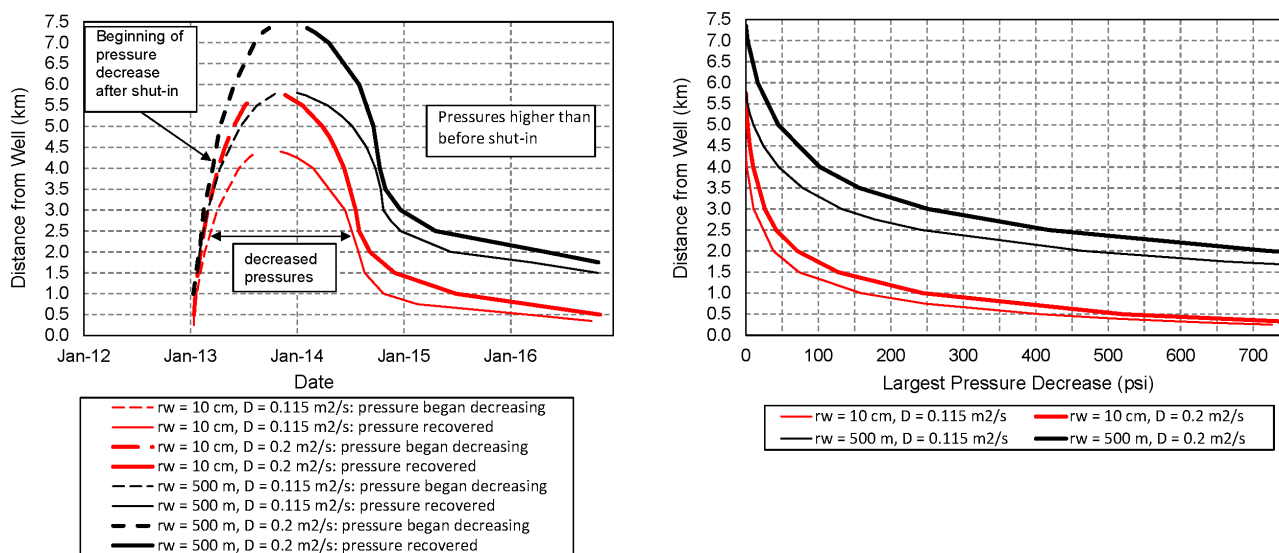 Distance from Well (km)
7.5
7.0
6.5
6.0
5.5
5.0
4.5
4.0
3.5
3.0
2.5
2.0
1.5
1.0
0.5
0.0
Beginning of
pressure
decrease
after shut-in
Pressures higher than
before shut-in
decreased
pressures
Jan-12 Jan-13 Jan-14 Jan-15 Jan-16
Date
rw = 10 cm, D = 0.115 m2/s: pressure began decreasing
rw = 10 cm, D = 0.115 m2/s: pressure recovered
rw = 10 cm, D = 0.2 m2/s: pressure began decreasing
rw = 10 cm, D = 0.2 m2/s: pressure recovered
rw = 500 m, D = 0.115 m2/s: pressure began decreasing
rw = 500 m, D = 0.115 m2/s: pressure recovered
rw = 500 m, D = 0.2 m2/s: pressure began decreasing
rw = 500 m, D = 0.2 m2/s: pressure recovered
Distance from Well (km)
7.5
7.0
6.5
6.0
5.5
5.0
4.5
4.0
3.5
3.0
2.5
2.0
1.5
1.0
0.5
0.0
0 100 200 300 400 500 600 700
Largest Pressure Decrease (psi)
rw = 10 cm, D = 0.115 m2/s rw = 10 cm, D = 0.2 m2/s
rw = 500 m, D = 0.115 m2/s rw = 500 m, D = 0.2 m2/s